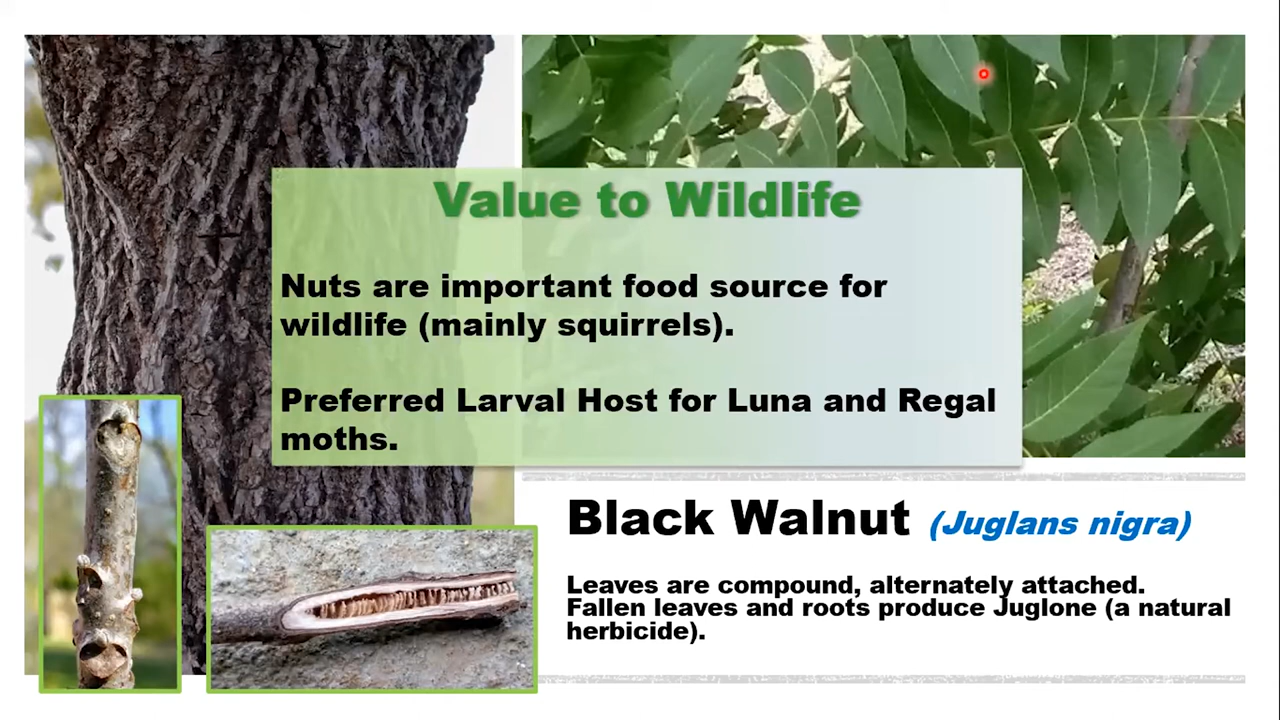 Value to Wildlife
Nuts are important food source for
wildlife (mainly squirrels).
Preferred Larval Host for Luna and Regal
moths.
Black Walnut (Juglans nigra)
Leaves are compound, alternately attached.
Fallen leaves and roots produce Juglone (a natural
herbicide).